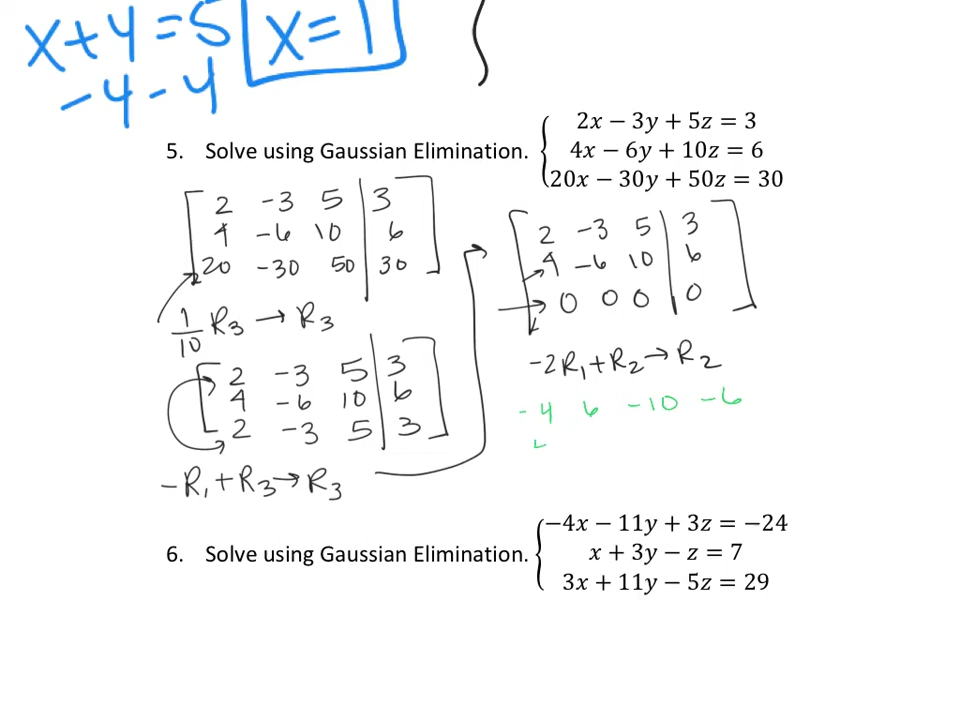 x+4=5 x=1
-4-4
5. Solve using Gaussian Elimination.
2x − 3y + 5z = 3
4x − 6y + 10z = 6
20x − 30y + 50z = 30
2 -3 5 3
4 -6 10 6
20 -30 50 30
1/10 R3 → R3
2 -3 5 3
4 -6 10 6
2 -3 5 3
-R1 + R3 → R3
2 -3 5 3
4 -6 10 6
0 0 0 0
-2R1 + R2 → R2
-4 6 -10 -6
6. Solve using Gaussian Elimination.
−4x − 11y + 3z = −24
x + 3y − z = 7
3x + 11y − 5z = 29